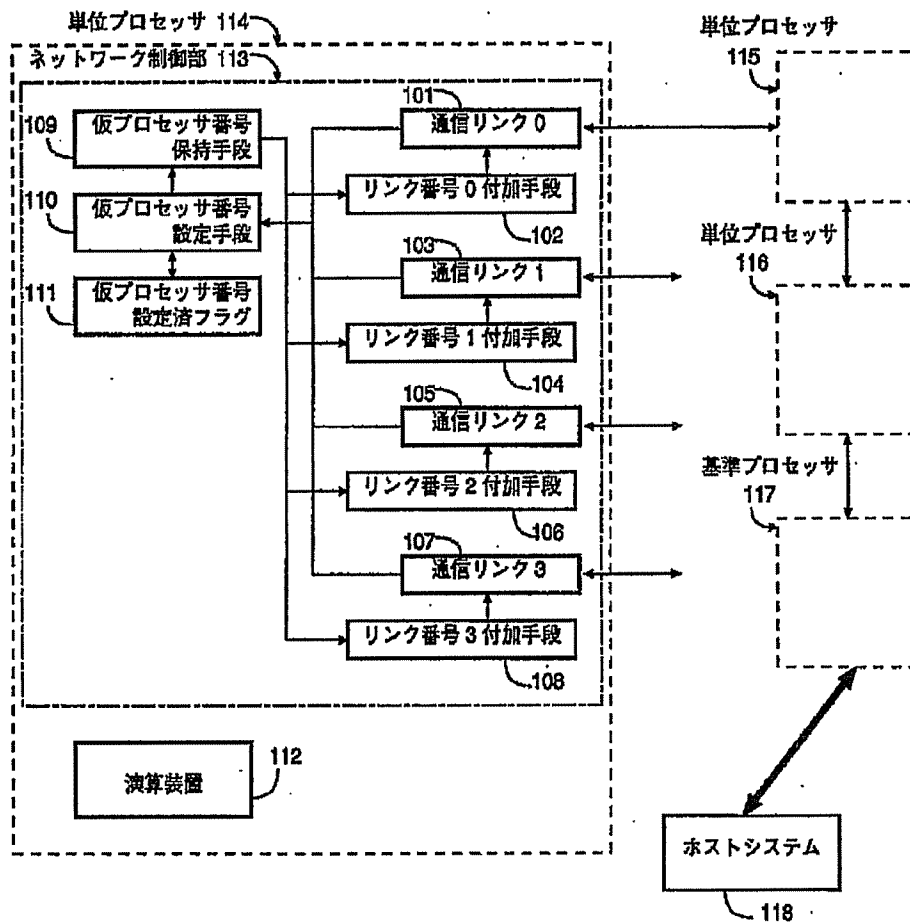 単位プロセッサ 114
ネットワーク制御部 113
109
仮プロセッサ番号
保持手段
110
仮プロセッサ番号
設定手段
111
仮プロセッサ番号
設定済フラグ
101
通信リンク0
リンク番号0付加手段
102
103
通信リンク1
リンク番号1付加手段
104
105
通信リンク2
リンク番号2付加手段
106
107
通信リンク3
リンク番号3付加手段
108
演算装置
112
単位プロセッサ
115
単位プロセッサ
116
基準プロセッサ
117
ホストシステム
118